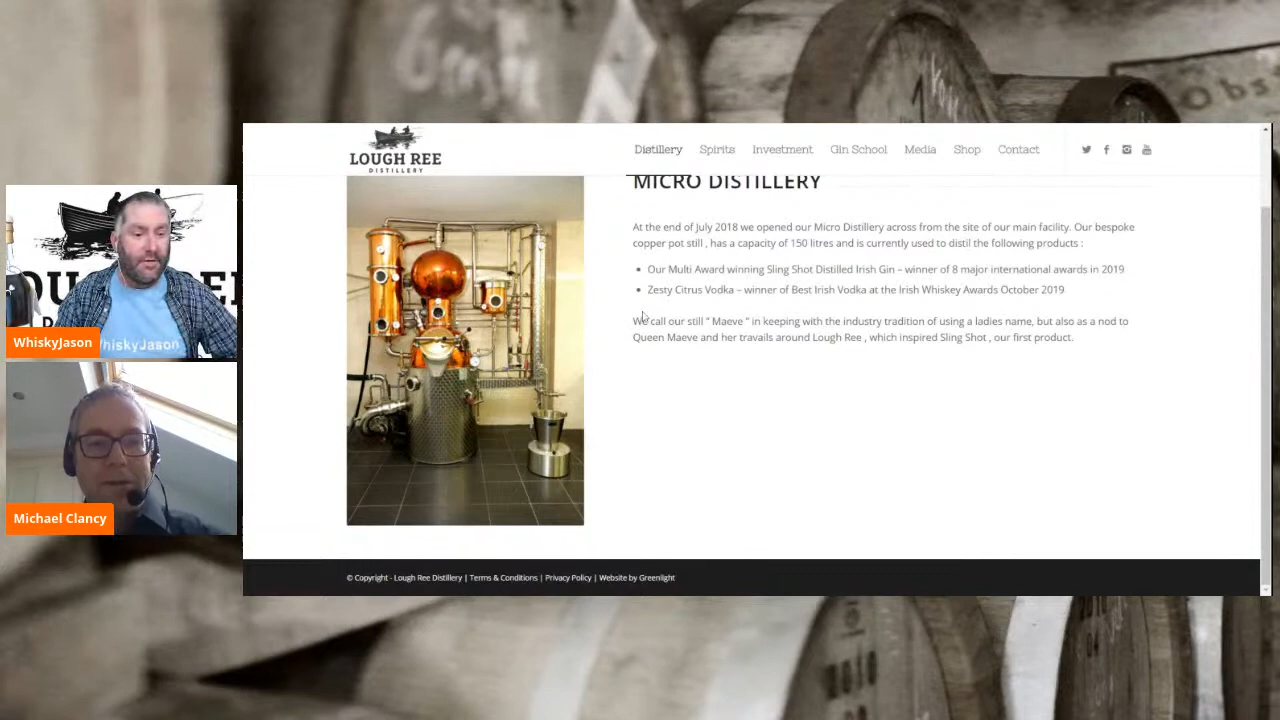 LOUGH REE
DISTILLERY
Distillery Spirits Investment Gin School Media Shop Contact
MICRO DISTILLERY
At the end of July 2018 we opened our Micro Distillery across from the site of our main facility. Our bespoke
copper pot still , has a capacity of 150 litres and is currently used to distil the following products :
Our Multi Award winning Sling Shot Distilled Irish Gin – winner of 8 major international awards in 2019
Zesty Citrus Vodka – winner of Best Irish Vodka at the Irish Whiskey Awards October 2019
We call our still " Maeve " in keeping with the industry tradition of using a ladies name, but also as a nod to
Queen Maeve and her travails around Lough Ree , which inspired Sling Shot , our first product.
© Copyright - Lough Ree Distillery | Terms & Conditions | Privacy Policy | Website by Greenlight
WhiskyJason
hiskyJason
Michael Clancy